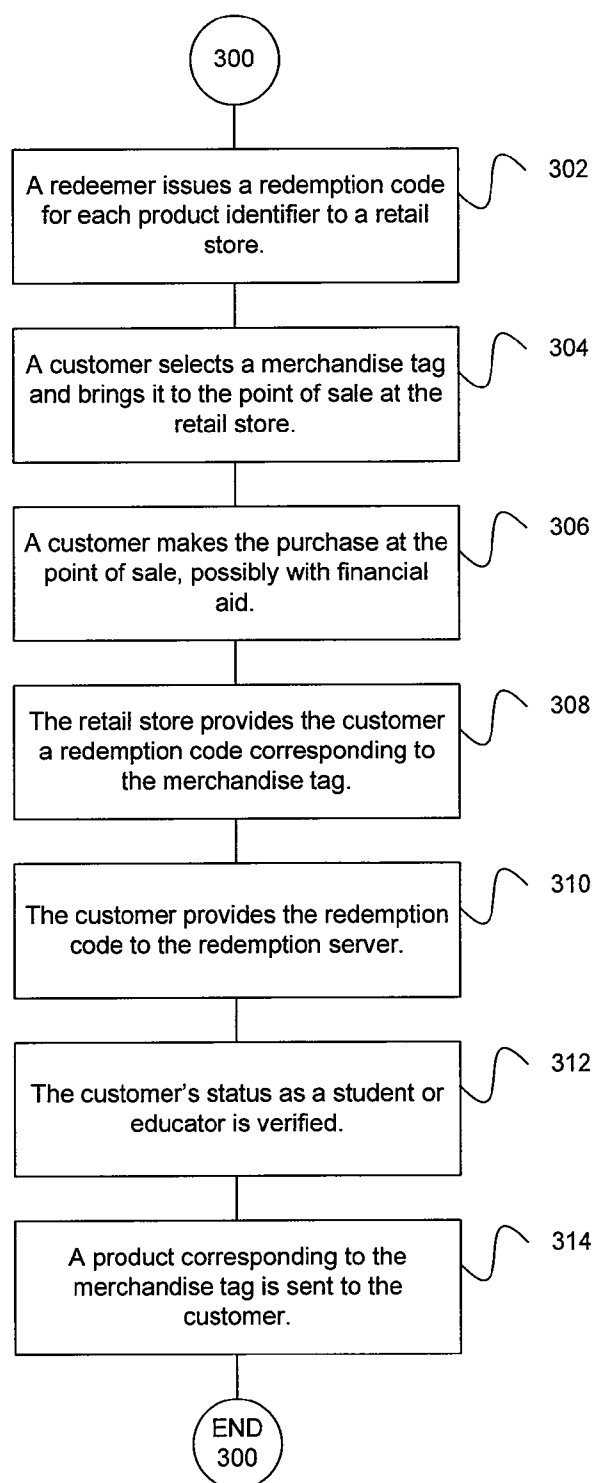 300
A redeemer issues a redemption code
for each product identifier to a retail
store.
302
A customer selects a merchandise tag
and brings it to the point of sale at the
retail store.
304
A customer makes the purchase at the
point of sale, possibly with financial
aid.
306
The retail store provides the customer
a redemption code corresponding to
the merchandise tag.
308
The customer provides the redemption
code to the redemption server.
310
The customer's status as a student or
educator is verified.
312
A product corresponding to the
merchandise tag is sent to the
customer.
314
END
300